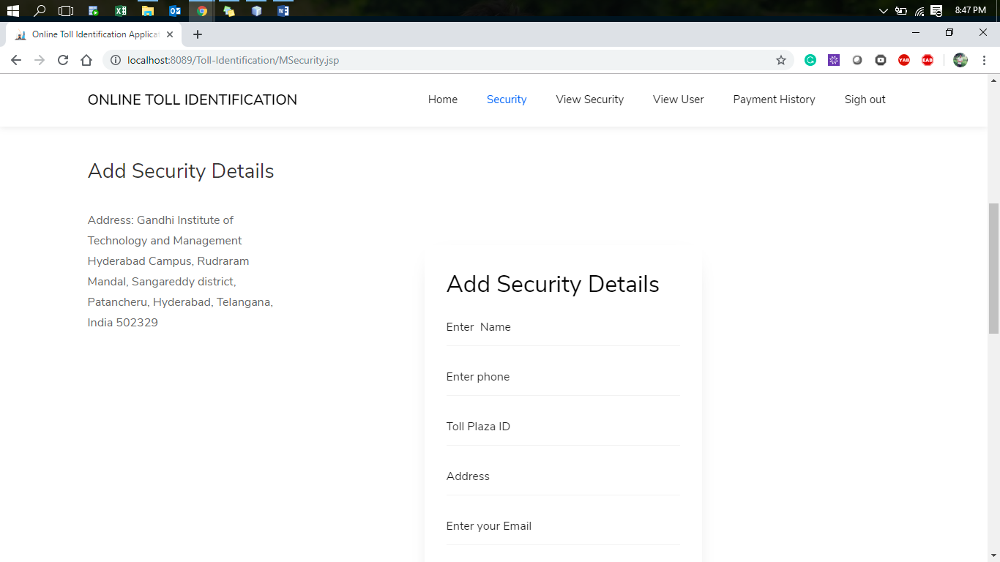 8:47 PM
Online Toll Identification Applicat
localhost:8089/Toll-Identification/MSecurity.jsp
YAB
EAB
ONLINE TOLL IDENTIFICATION
Home
Security
View Security
View User
Payment History
Sigh out
Add Security Details
Address: Gandhi Institute of
Technology and Management
Hyderabad Campus, Rudraram
Mandal, Sangareddy district,
Patancheru, Hyderabad, Telangana,
India 502329
Add Security Details
Enter  Name
Enter phone
Toll Plaza ID
Address
Enter your Email